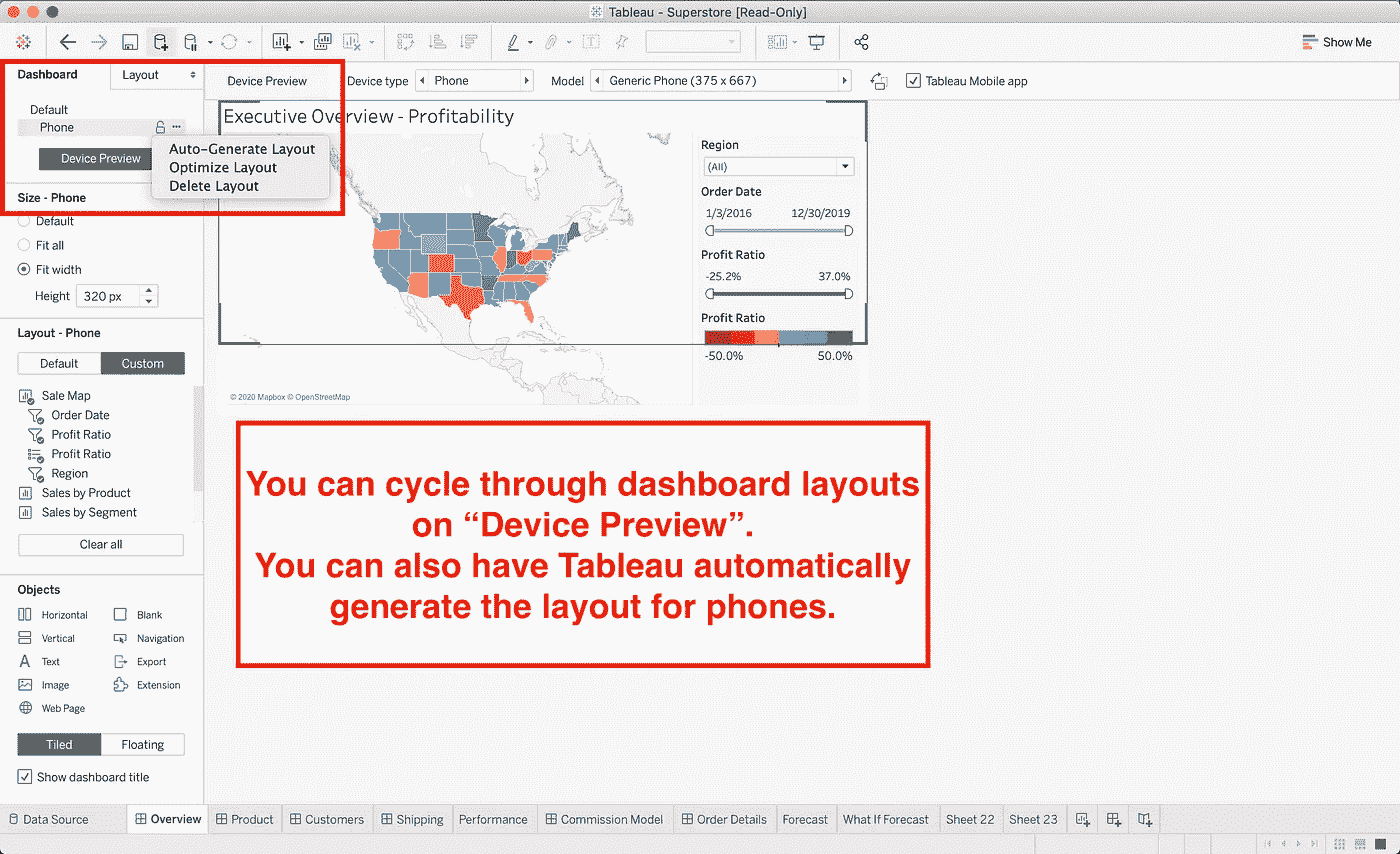 Tableau - Superstore [Read-Only]
Show Me
Dashboard
Layout
Device Preview
Device type
Phone
Model
Generic Phone (375 x 667)
Tableau Mobile app
Default
Phone
Device Preview
Auto-Generate Layout
Optimize Layout
Delete Layout
Size - Phone
Default
Fit all
Fit width
Height
320 px
Layout - Phone
Default
Custom
Sale Map
Order Date
Profit Ratio
Profit Ratio
Region
Sales by Product
Sales by Segment
Clear all
Objects
Horizontal
Blank
Vertical
Navigation
Text
Export
Image
Extension
Web Page
Tiled
Floating
Show dashboard title
Executive Overview - Profitability
Region
(All)
Order Date
1/3/2016
12/30/2019
Profit Ratio
-25.2%
37.0%
Profit Ratio
-50.0%
50.0%
© 2020 Mapbox © OpenStreetMap
You can cycle through dashboard layouts
on “Device Preview”.
You can also have Tableau automatically
generate the layout for phones.
Data Source
Overview
Product
Customers
Shipping
Performance
Commission Model
Order Details
Forecast
What If Forecast
Sheet 22
Sheet 23